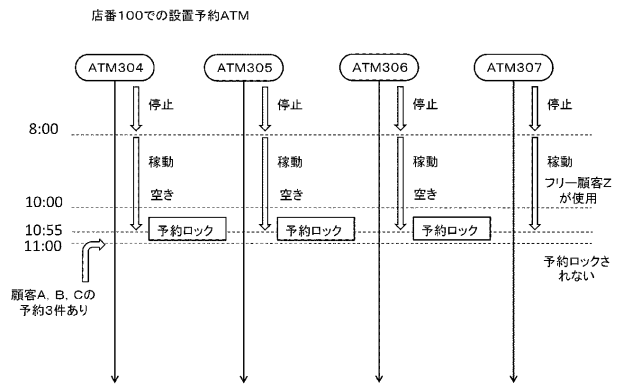 店番100での設置予約ATM
ATM304 ATM305 ATM306 ATM307
停止 停止 停止 停止
8:00
稼動 稼動 稼動 稼動
空き 空き 空き フリー顧客Z
が使用
10:00
予約ロック 予約ロック 予約ロック
10:55
11:00
予約ロックさ
れない
顧客A，B，Cの
予約3件あり